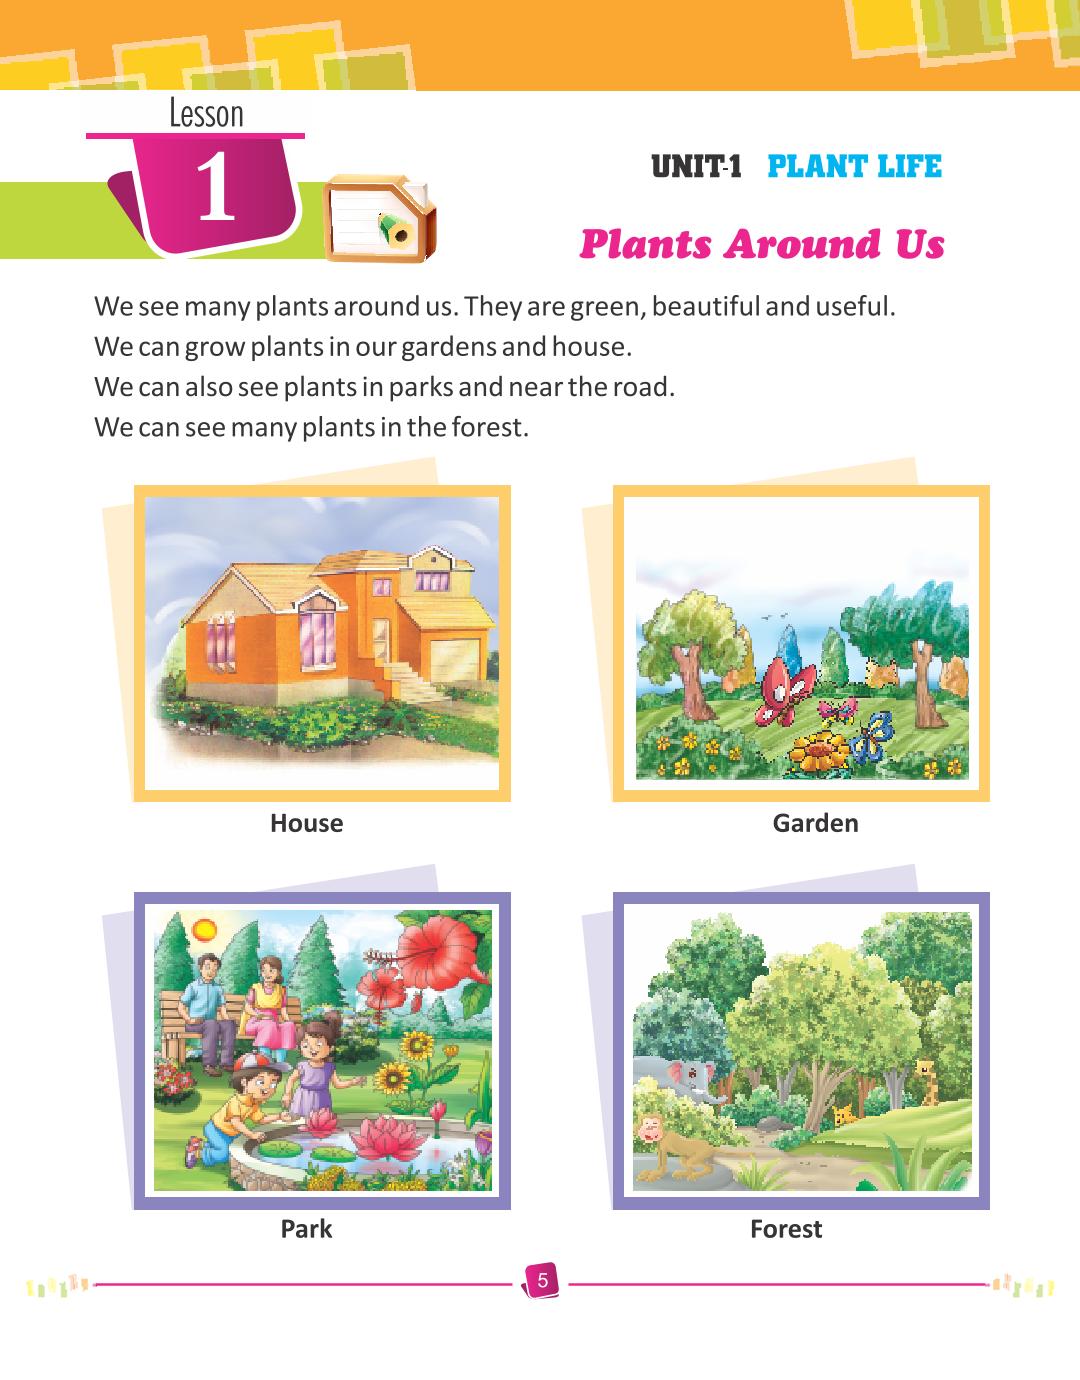 Lesson
1
UNIT-1 PLANT LIFE
Plants Around Us
We see many plants around us. They are green, beautiful and useful.
We can grow plants in our gardens and house.
We can also see plants in parks and near the road.
We can see many plants in the forest.
House
Garden
Park
Forest
5